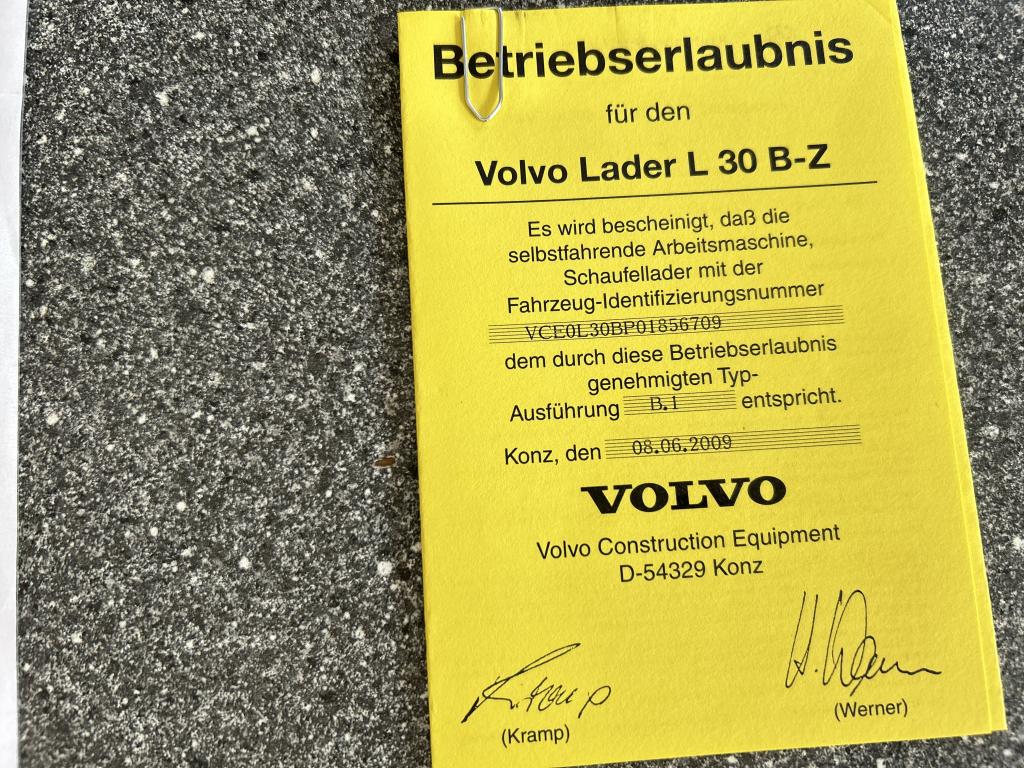 Betriebserlaubnis
für den
Volvo Lader L 30 B-Z
Es wird bescheinigt, daß die
selbstfahrende Arbeitsmaschine,
Schaufellader mit der
Fahrzeug-Identifizierungsnummer
VCE0L30BP01856709
dem durch diese Betriebserlaubnis
genehmigten Typ-
Ausführung B.1 entspricht.
Konz, den 08.06.2009
VOLVO
Volvo Construction Equipment
D-54329 Konz
K. Kramp H. Werner
(Kramp) (Werner)